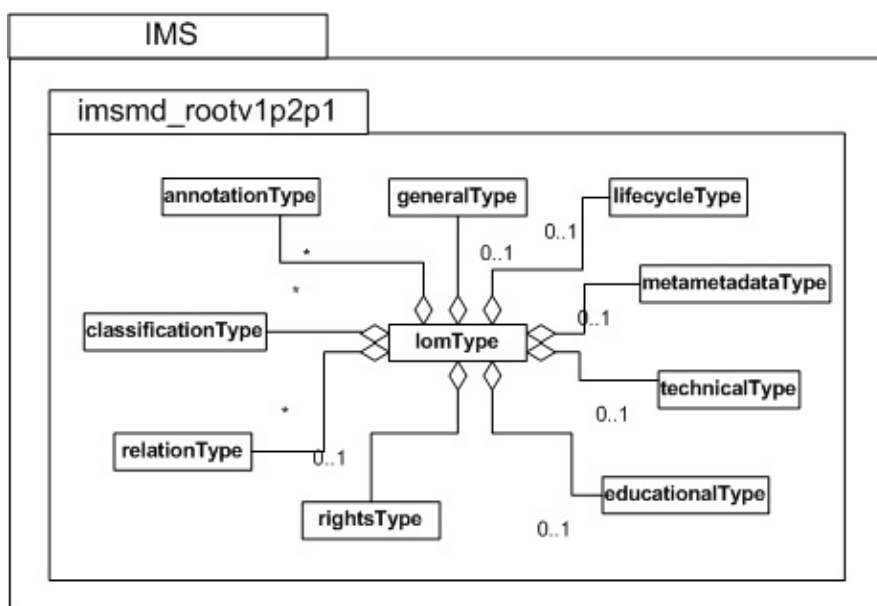 IMS
imsmd_rootv1p2p1
annotationType
generalType
lifecycleType
*
0..1
0..1
*
metametadataType
0..1
classificationType
lomType
technicalType
*
0..1
relationType
0..1
educationalType
rightsType
0..1